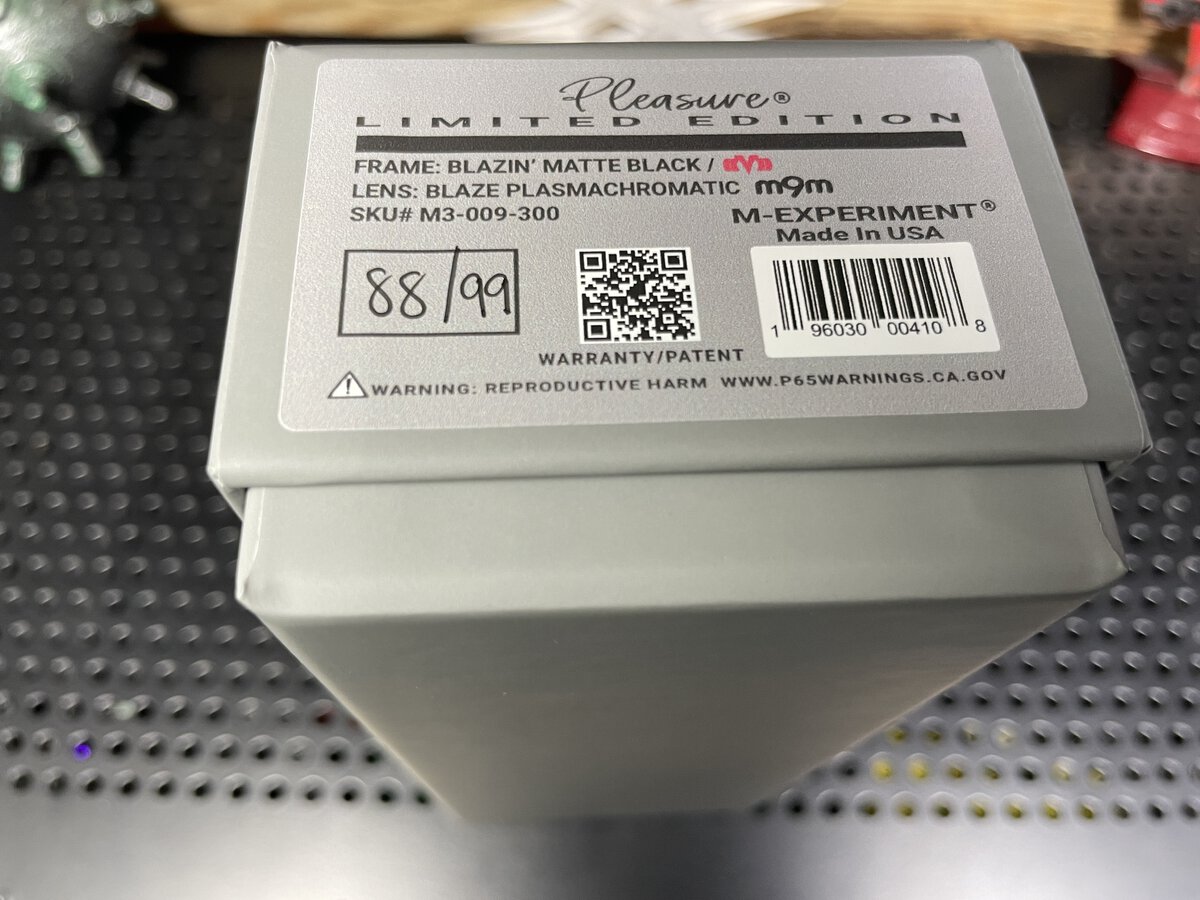 Pleasure®
LIMITED EDITION
FRAME: BLAZIN' MATTE BLACK /
LENS: BLAZE PLASMACHROMATIC m9m
SKU# M3-009-300
M-EXPERIMENT®
Made In USA
88/99
1 96030 00410 8
WARRANTY/PATENT
WARNING: REPRODUCTIVE HARM WWW.P65WARNINGS.CA.GOV